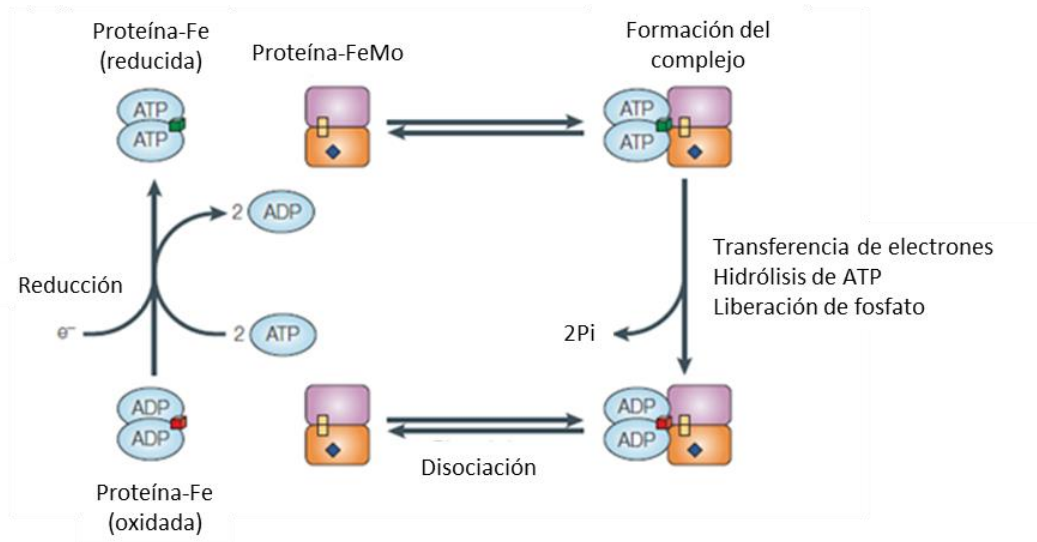 Proteína-Fe
(reducida)
Proteína-FeMo
Formación del
complejo
ATP
ATP
ATP
ATP
2 ADP
Reducción
e⁻
2 ATP
Transferencia de electrones
Hidrólisis de ATP
Liberación de fosfato
2Pi
ADP
ADP
ADP
ADP
Disociación
Proteína-Fe
(oxidada)